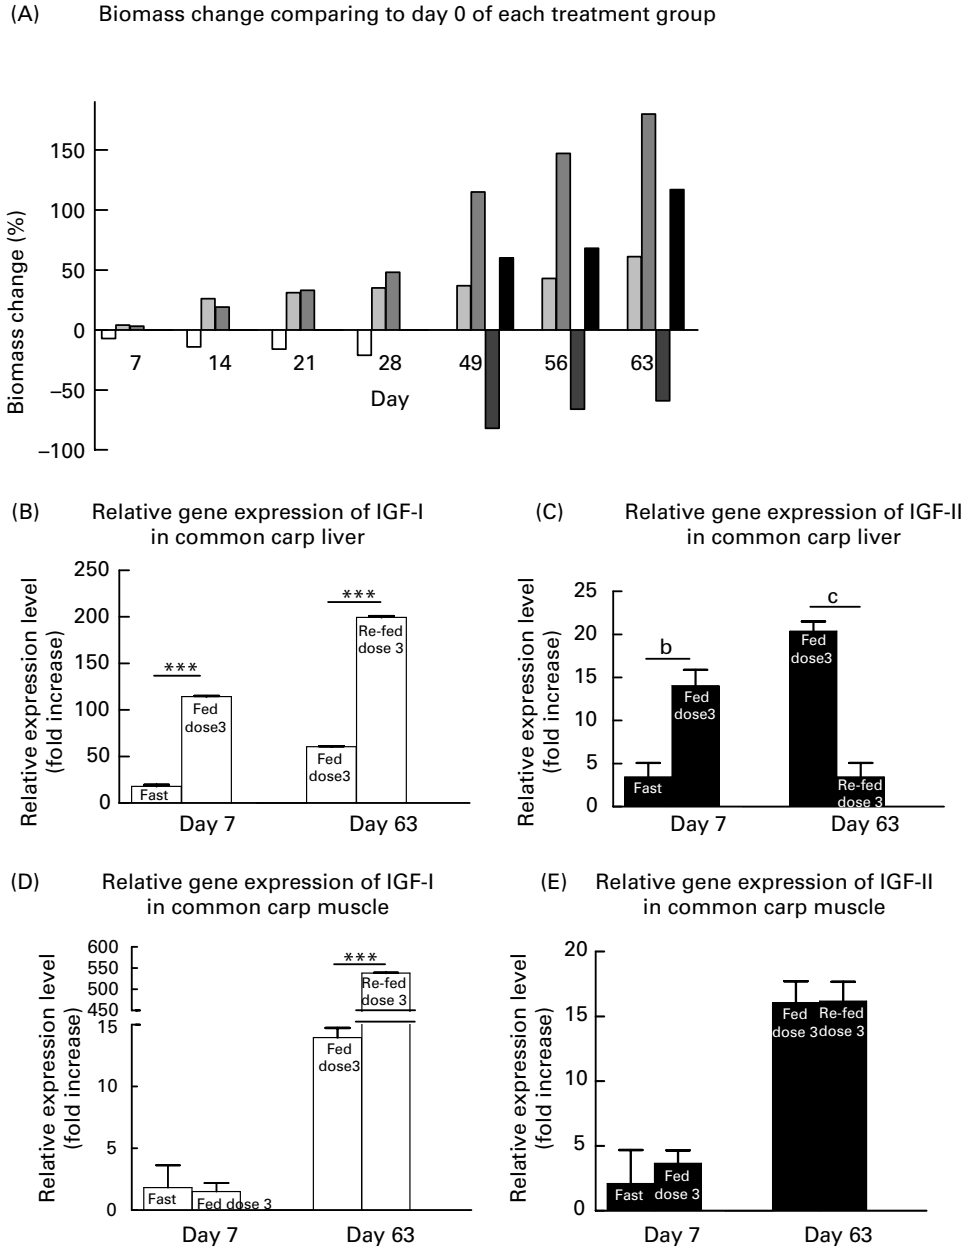 (A) Biomass change comparing to day 0 of each treatment group
Biomass change (%)
150
100
50
0
−50
−100
7 14 21 28 49 56 63
Day
(B) Relative gene expression of IGF-I
in common carp liver
Relative expression level
(fold increase)
250
200
150
100
50
0
***
***
Fast
Fed
dose3
Fed
dose3
Re-fed
dose 3
Day 7 Day 63
(C) Relative gene expression of IGF-II
in common carp liver
Relative expression level
(fold increase)
25
20
15
10
5
0
b
c
Fast
Fed
dose3
Fed
dose3
Re-fed
dose 3
Day 7 Day 63
(D) Relative gene expression of IGF-I
in common carp muscle
Relative expression level
(fold increase)
600
550
500
450
15
10
5
0
***
Fast
Fed dose 3
Fed
dose3
Re-fed
dose 3
Day 7 Day 63
(E) Relative gene expression of IGF-II
in common carp muscle
Relative expression level
(fold increase)
20
15
10
5
0
Fast
Fed
dose 3
Fed
dose 3
Re-fed
dose 3
Day 7 Day 63